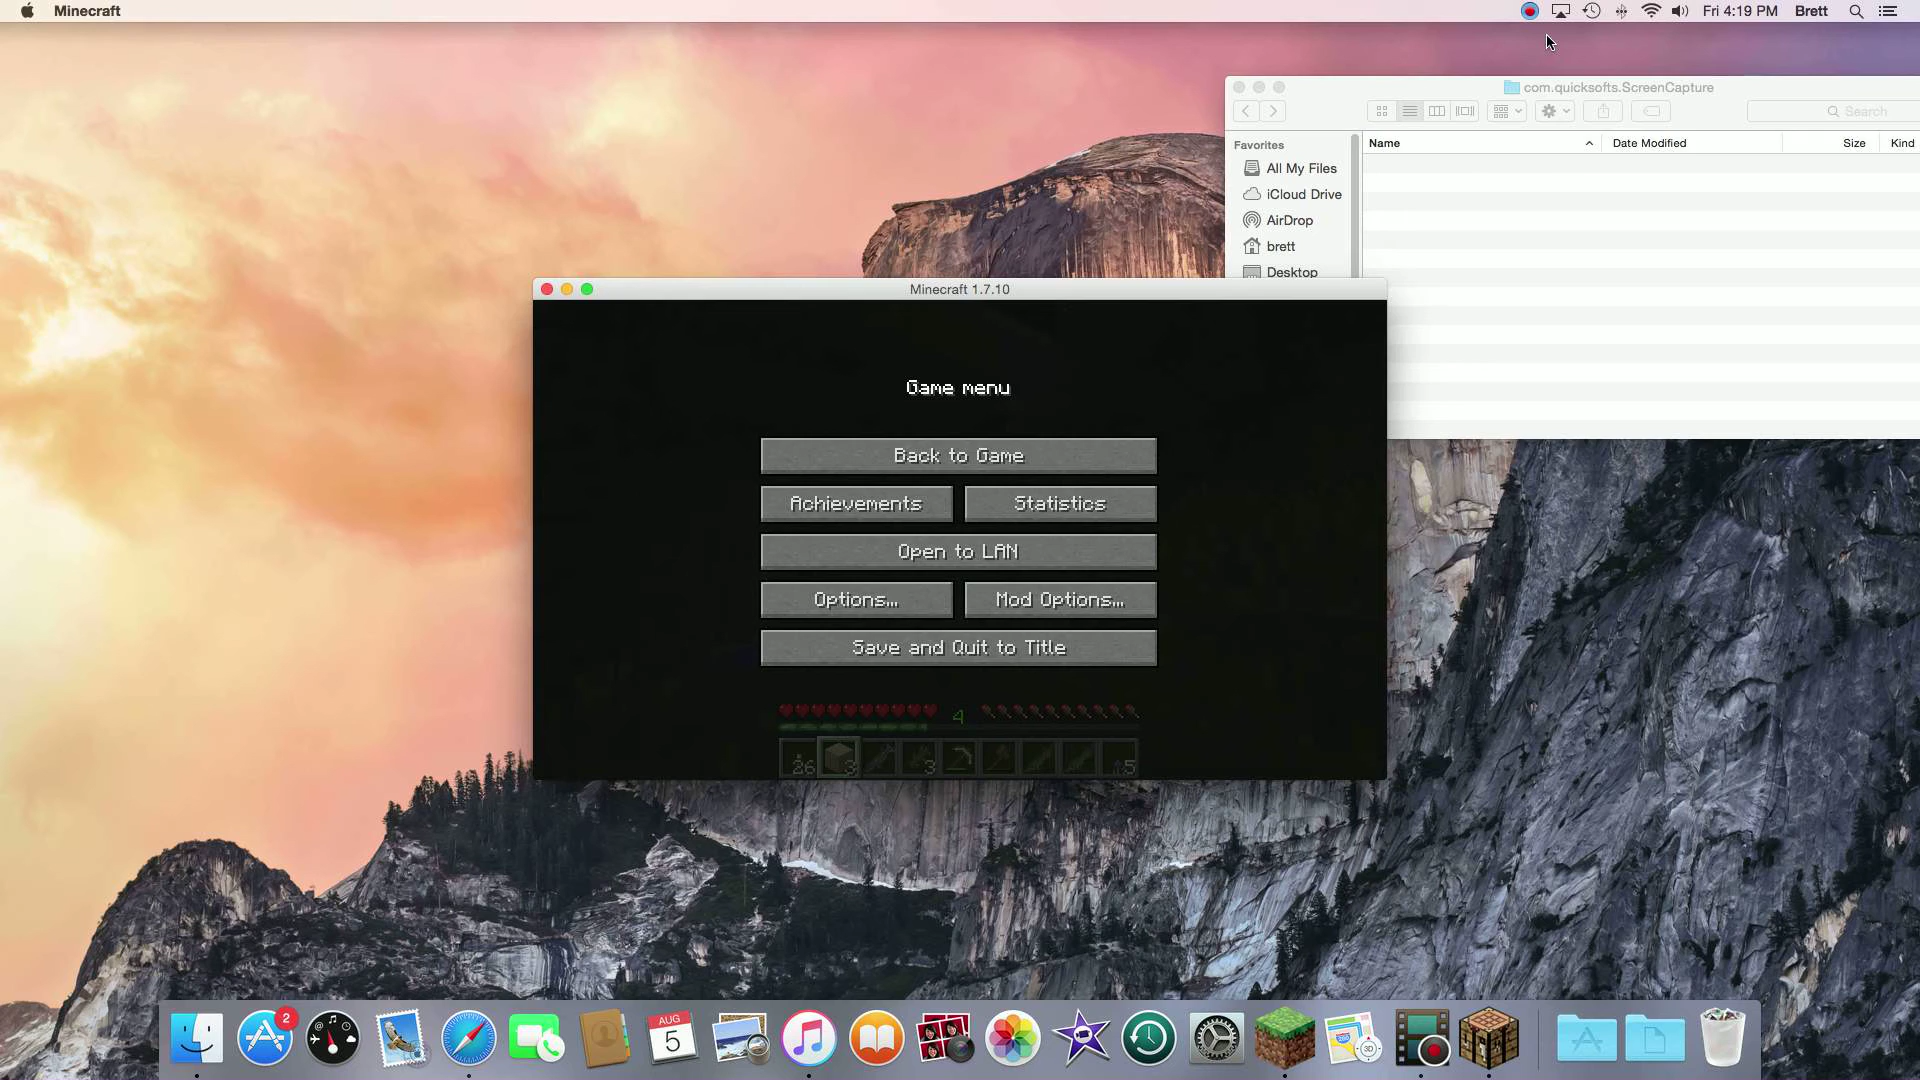 Minecraft
Fri 4:19 PM Brett
com.quicksofts.ScreenCapture
Search
Name Date Modified Size Kind
Favorites
All My Files
iCloud Drive
AirDrop
brett
Desktop
Minecraft 1.7.10
Game menu
Back to Game
Achievements Statistics
Open to LAN
Options... Mod Options...
Save and Quit to Title
4
26 3 3 5
2
AUG
5